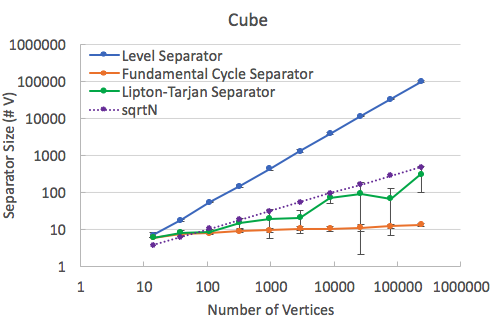 Cube
Separator Size (# V)
1000000
100000
10000
1000
100
10
1
Level Separator
Fundamental Cycle Separator
Lipton-Tarjan Separator
sqrtN
1 10 100 1000 10000 100000 1000000
Number of Vertices